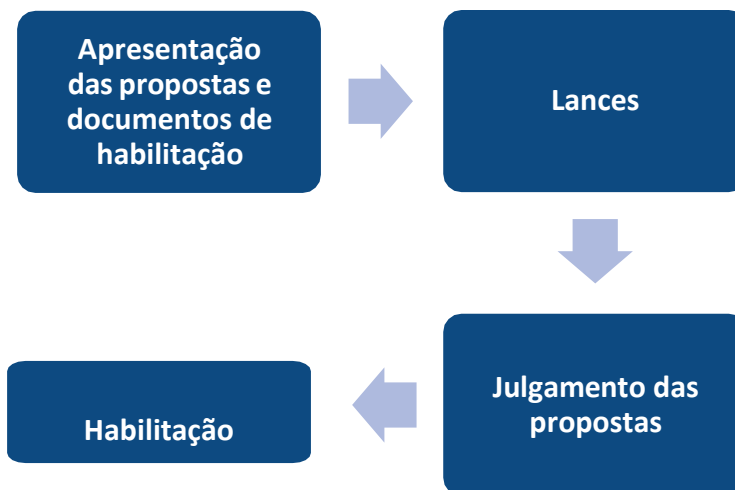 Apresentação
das propostas e
documentos de
habilitação
Lances
Julgamento das
propostas
Habilitação